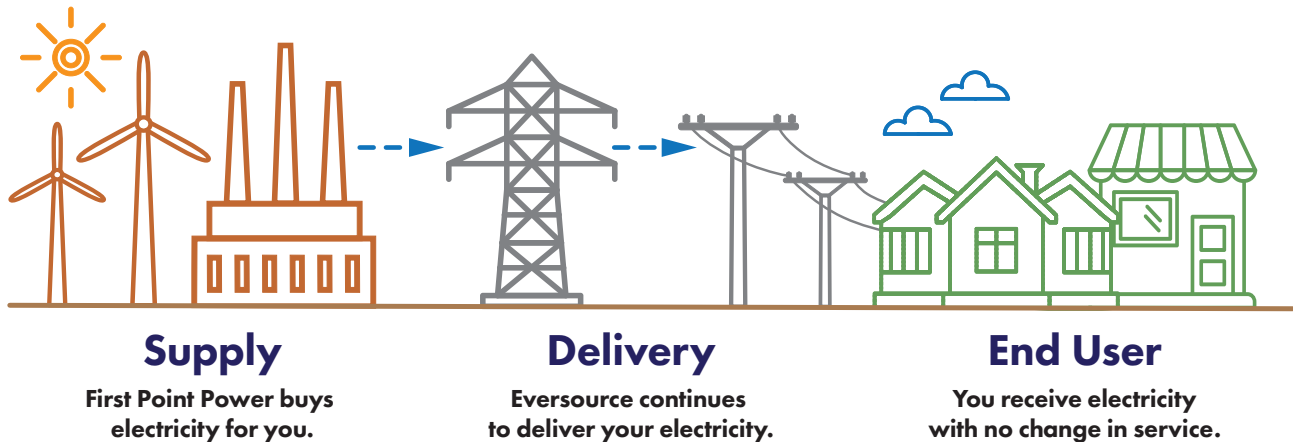 Supply
First Point Power buys
electricity for you.
Delivery
Eversource continues
to deliver your electricity.
End User
You receive electricity
with no change in service.